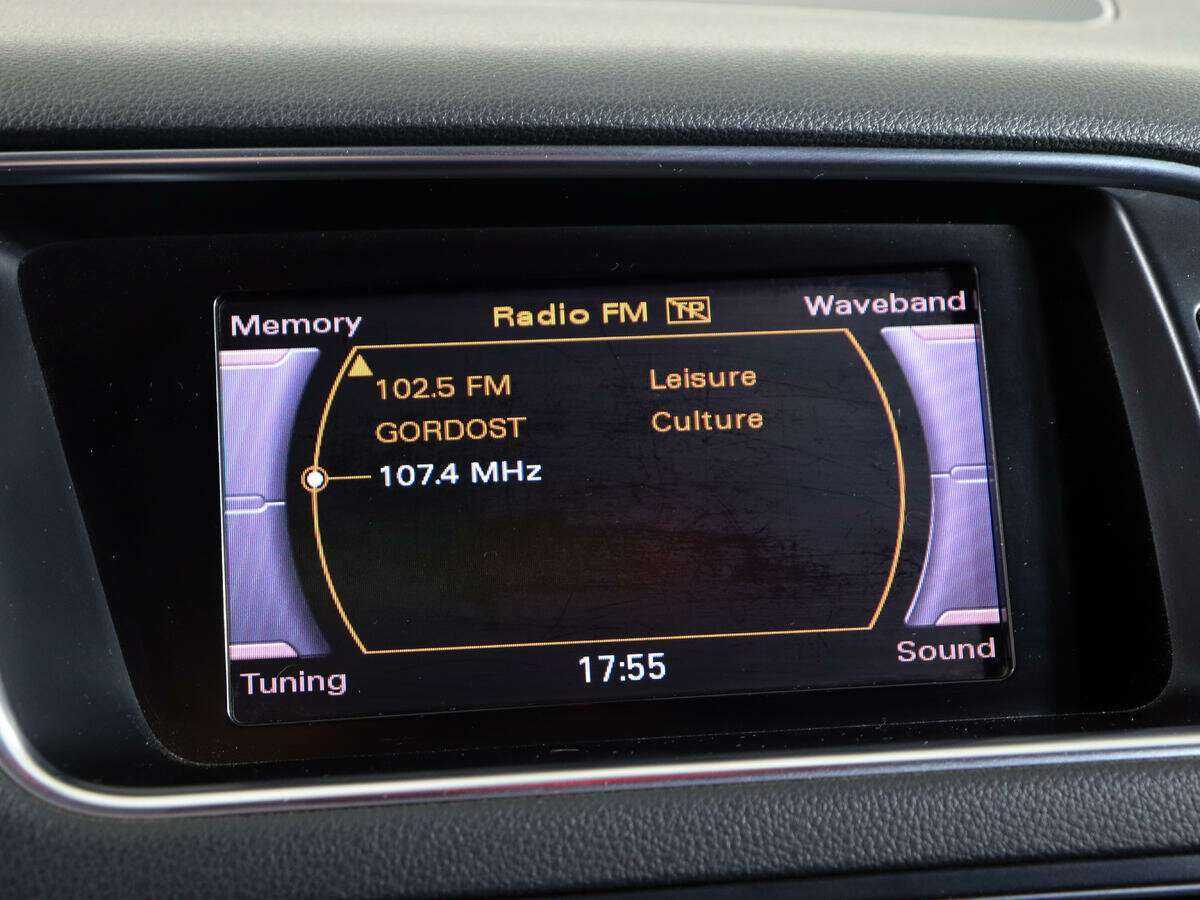 Memory
Radio FM TP
Waveband
102.5 FM Leisure
GORDOST Culture
107.4 MHz
Tuning
17:55
Sound